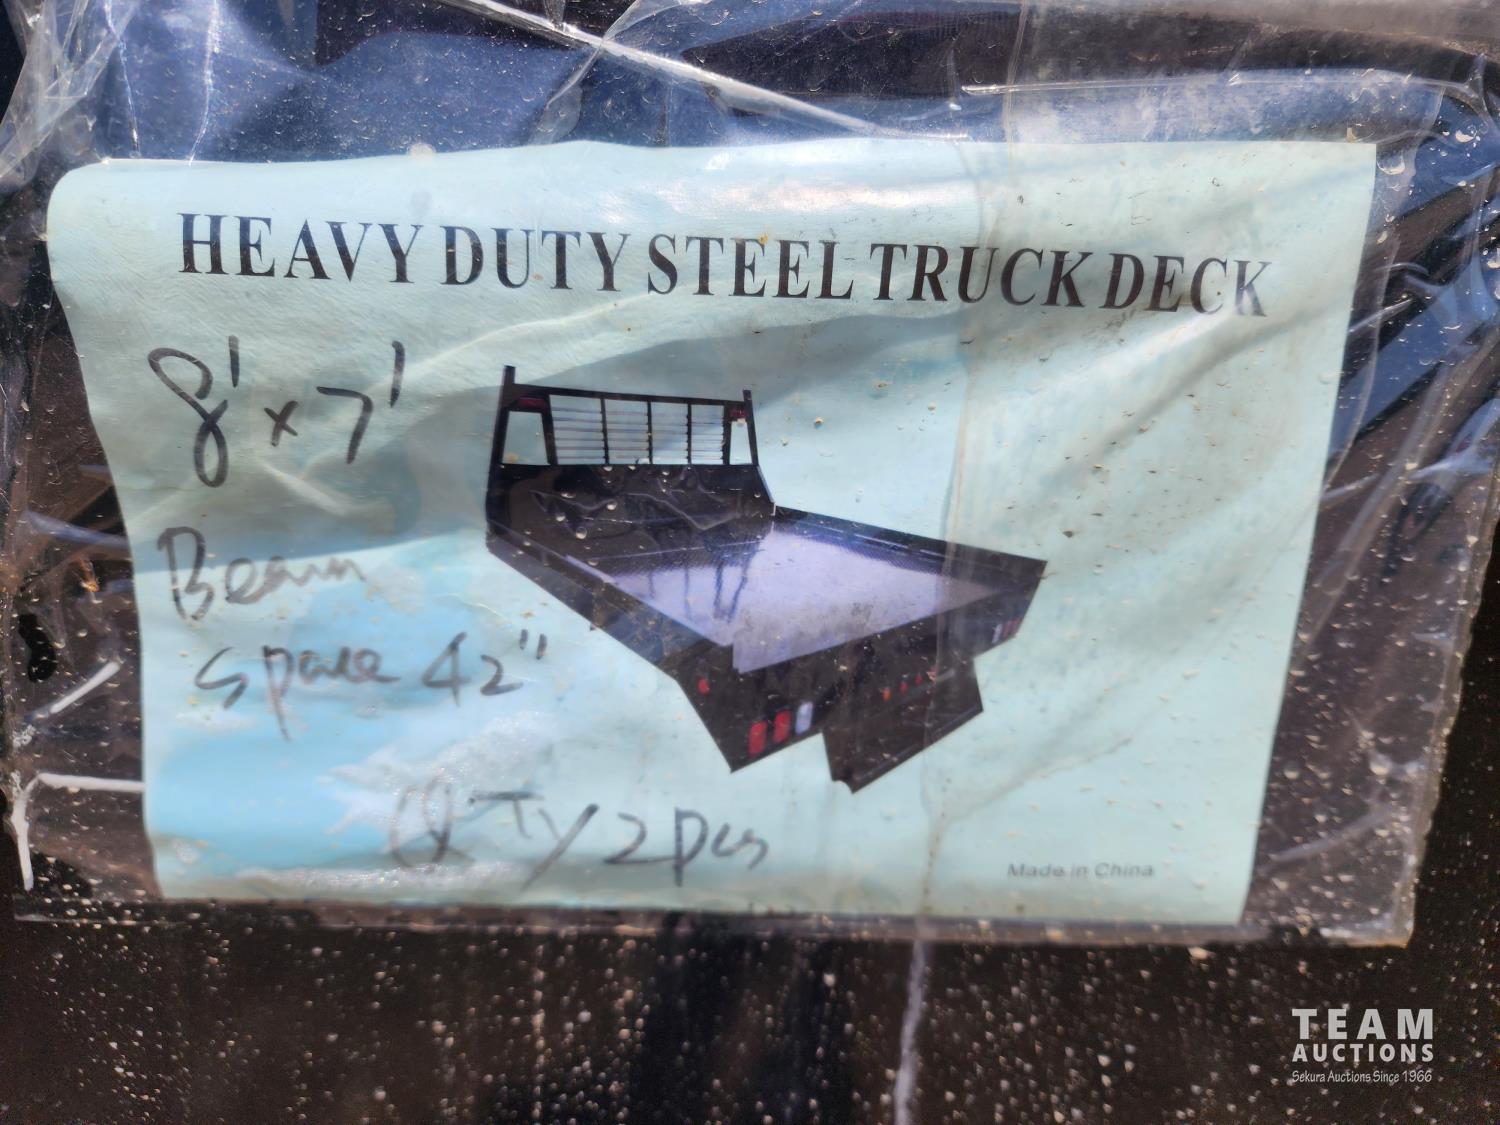 HEAVY DUTY STEEL TRUCK DECK
8' x 7'
Beam
space 42"
QTY 2pcs
Made in China
TEAM
AUCTIONS
Sekura Auctions Since 1966